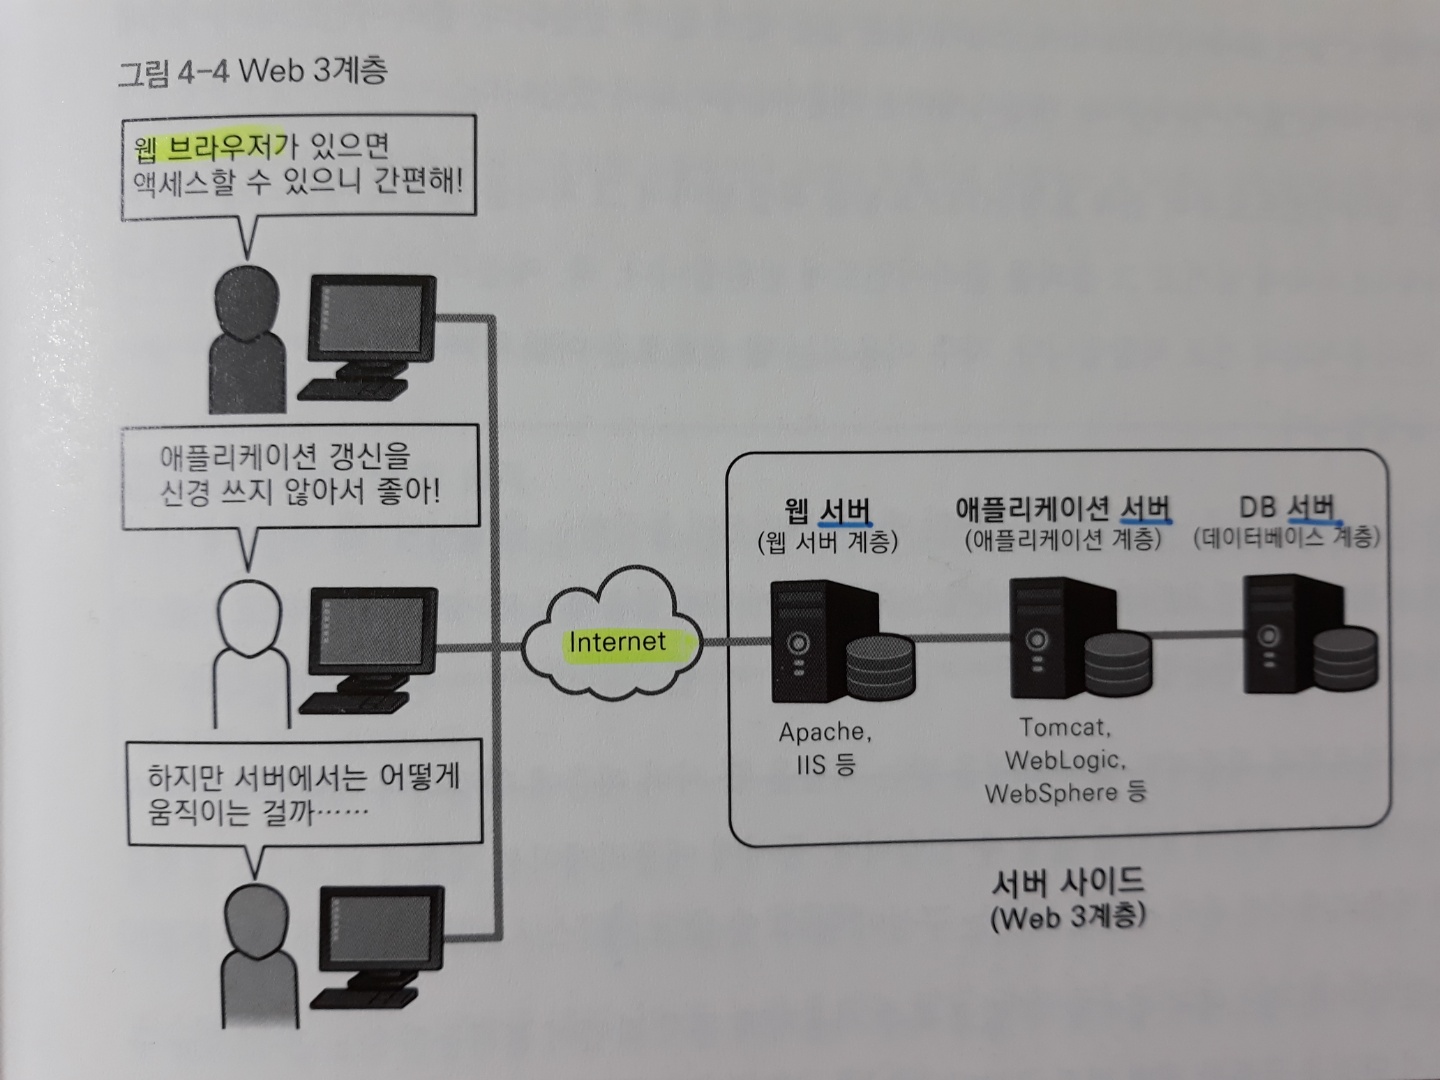 그림 4-4 Web 3계층
웹 브라우저가 있으면
액세스할 수 있으니 간편해!
애플리케이션 갱신을
신경 쓰지 않아서 좋아!
하지만 서버에서는 어떻게
움직이는 걸까……
Internet
웹 서버
(웹 서버 계층)
애플리케이션 서버
(애플리케이션 계층)
DB 서버
(데이터베이스 계층)
Apache,
IIS 등
Tomcat,
WebLogic,
WebSphere 등
서버 사이드
(Web 3계층)